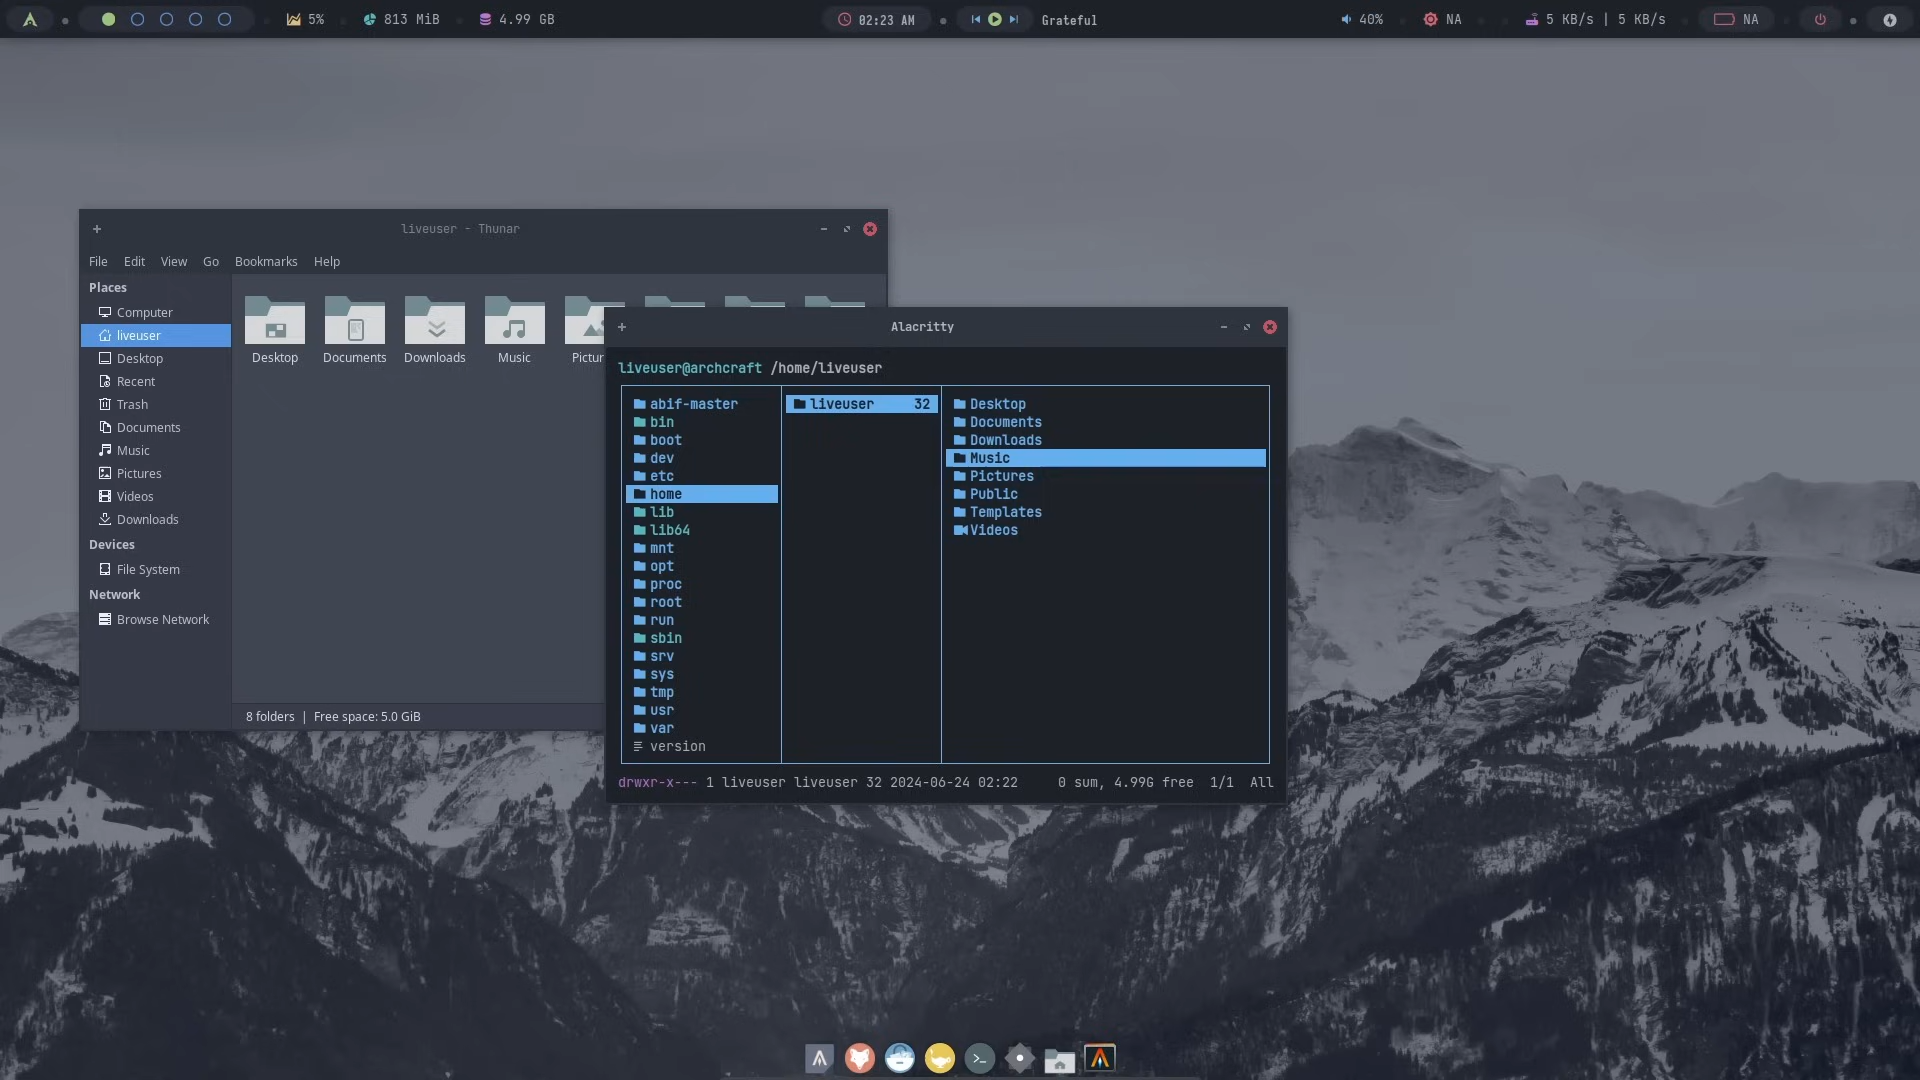 5%
813 MiB
4.99 GB
02:23 AM
Grateful
40%
NA
5 KB/s | 5 KB/s
NA
liveuser - Thunar
File Edit View Go Bookmarks Help
Places
Computer
liveuser
Desktop
Recent
Trash
Documents
Music
Pictures
Videos
Downloads
Devices
File System
Network
Browse Network
Desktop Documents Downloads Music Pictur
8 folders | Free space: 5.0 GiB
Alacritty
liveuser@archcraft /home/liveuser
abif-master
bin
boot
dev
etc
home
lib
lib64
mnt
opt
proc
root
run
sbin
srv
sys
tmp
usr
var
version
liveuser 32
Desktop
Documents
Downloads
Music
Pictures
Public
Templates
Videos
drwxr-x--- 1 liveuser liveuser 32 2024-06-24 02:22 0 sum, 4.99G free 1/1 All